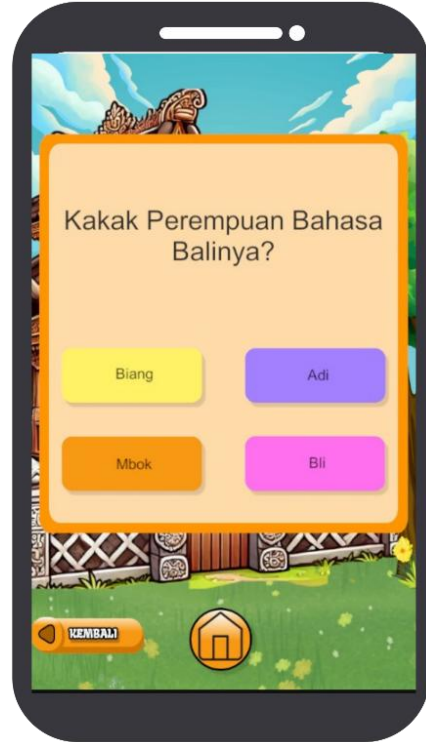 Kakak Perempuan Bahasa
Balinya?
Biang
Adi
Mbok
Bli
KEMBALI